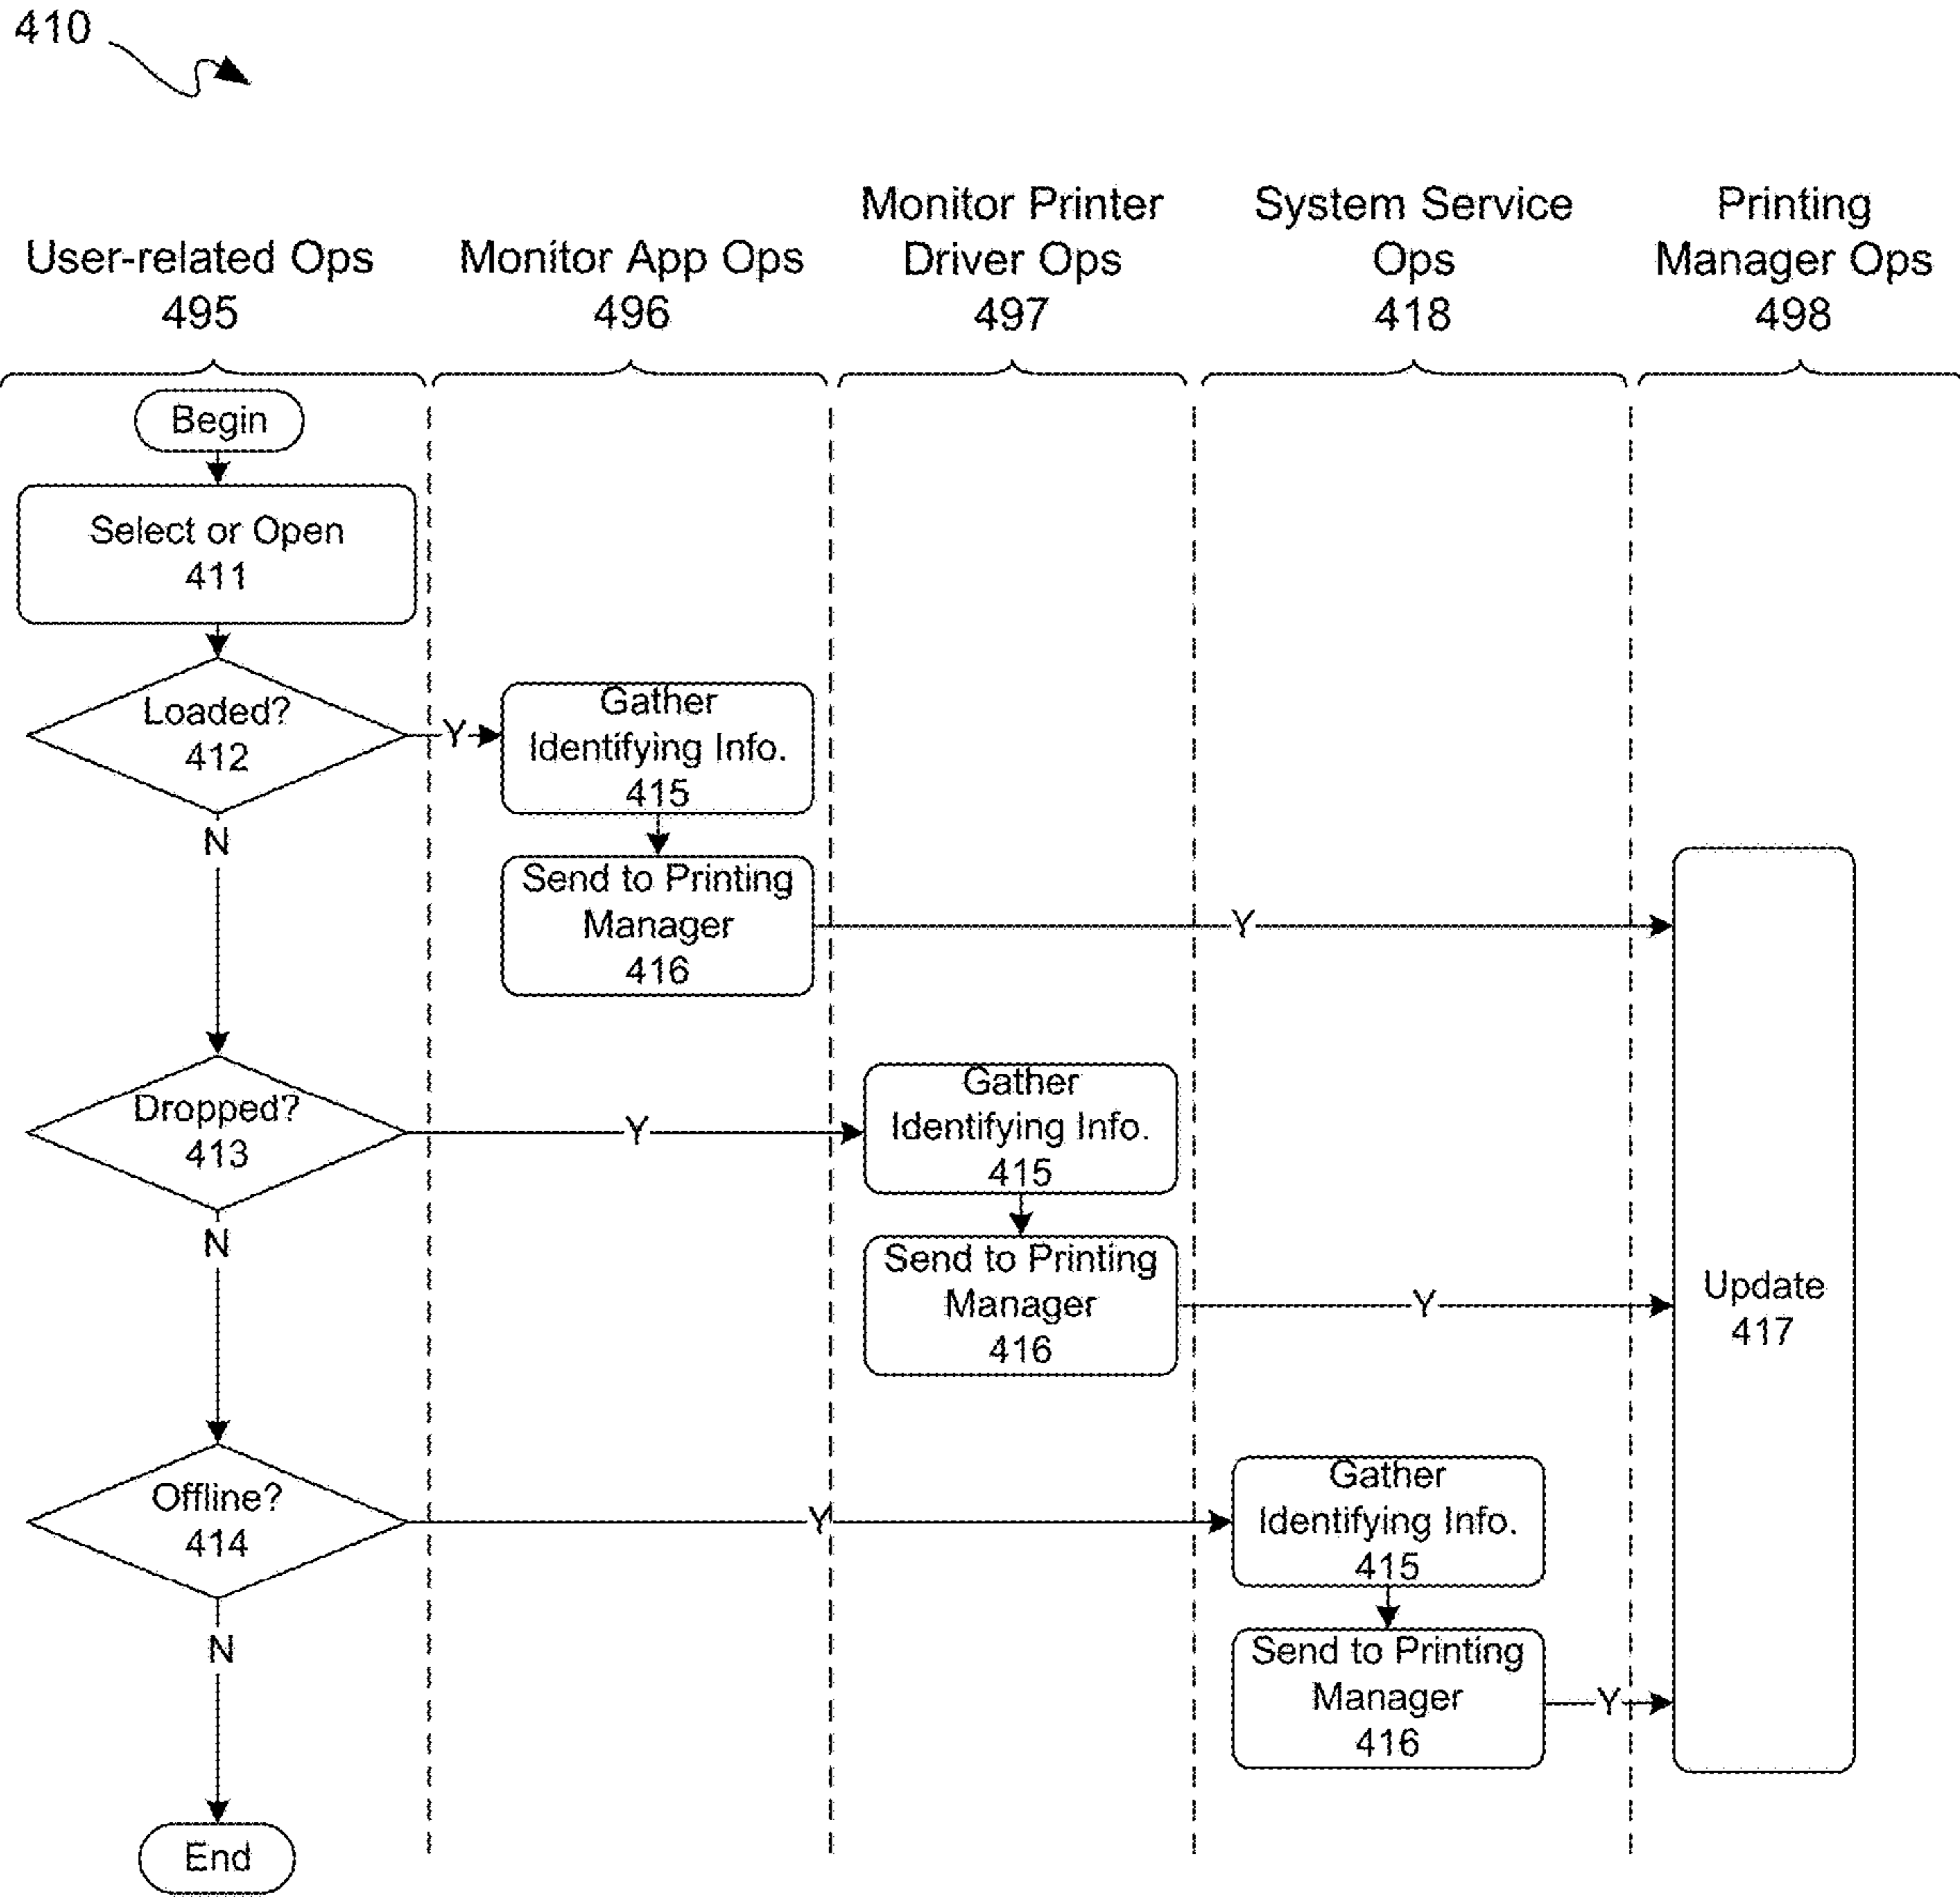 410
User-related Ops
495
Monitor App Ops
496
Monitor Printer
Driver Ops
497
System Service
Ops
418
Printing
Manager Ops
498
Begin
Select or Open
411
Loaded?
412
Y
Gather
Identifying Info.
415
N
Send to Printing
Manager
416
Y
Dropped?
413
Y
Gather
Identifying Info.
415
N
Send to Printing
Manager
416
Y
Update
417
Offline?
414
Y
Gather
Identifying Info.
415
N
Send to Printing
Manager
416
Y
End